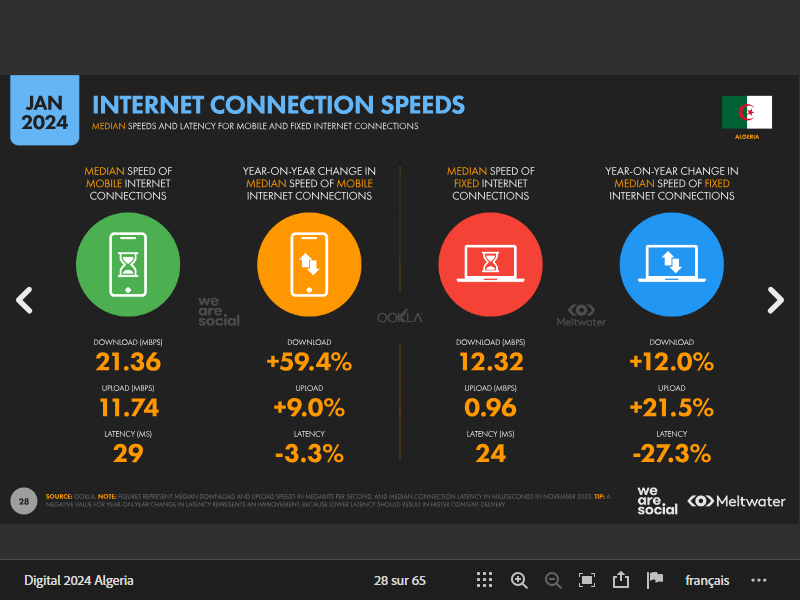 JAN
2024
INTERNET CONNECTION SPEEDS
MEDIAN SPEEDS AND LATENCY FOR MOBILE AND FIXED INTERNET CONNECTIONS
ALGERIA
MEDIAN SPEED OF
MOBILE INTERNET
CONNECTIONS
YEAR-ON-YEAR CHANGE IN
MEDIAN SPEED OF MOBILE
INTERNET CONNECTIONS
MEDIAN SPEED OF
FIXED INTERNET
CONNECTIONS
YEAR-ON-YEAR CHANGE IN
MEDIAN SPEED OF FIXED
INTERNET CONNECTIONS
we
are
social
OOKLA
Meltwater
DOWNLOAD (MBPS)
21.36
UPLOAD (MBPS)
11.74
LATENCY (MS)
29
DOWNLOAD
+59.4%
UPLOAD
+9.0%
LATENCY
-3.3%
DOWNLOAD (MBPS)
12.32
UPLOAD (MBPS)
0.96
LATENCY (MS)
24
DOWNLOAD
+12.0%
UPLOAD
+21.5%
LATENCY
-27.3%
28
SOURCE: OOKLA. NOTE: FIGURES REPRESENT MEDIAN DOWNLOAD AND UPLOAD SPEEDS IN MEGABITS PER SECOND, AND MEDIAN CONNECTION LATENCY IN MILLISECONDS IN NOVEMBER 2023. TIP: A
NEGATIVE VALUE FOR YEAR-ON-YEAR CHANGE IN LATENCY REPRESENTS AN IMPROVEMENT, BECAUSE LOWER LATENCY SHOULD RESULT IN FASTER CONTENT DELIVERY.
we
are
social
Meltwater
Digital 2024 Algeria
28 sur 65
français